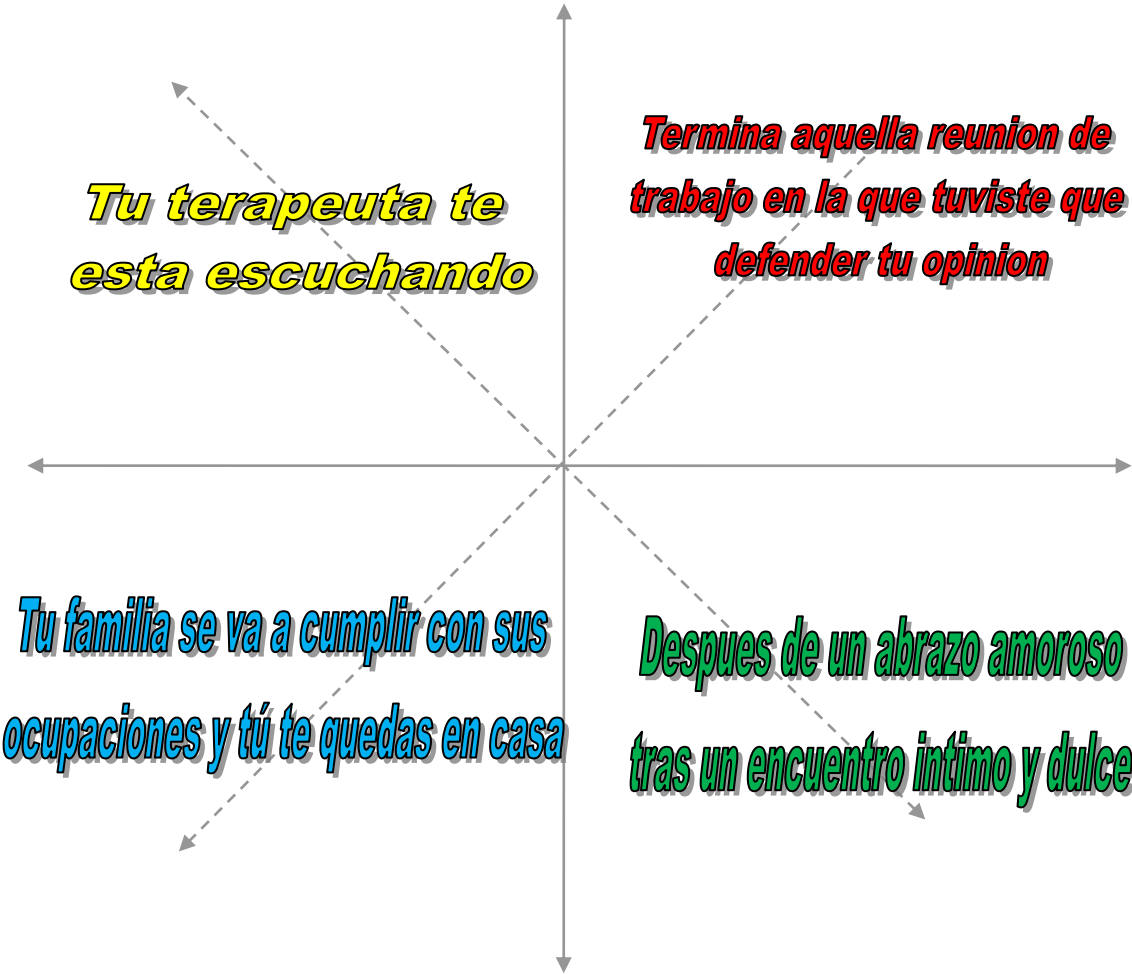 Tu terapeuta te
esta escuchando
Termina aquella reunion de
trabajo en la que tuviste que
defender tu opinion
Tu familia se va a cumplir con sus
ocupaciones y tú te quedas en casa
Despues de un abrazo amoroso
tras un encuentro intimo y dulce